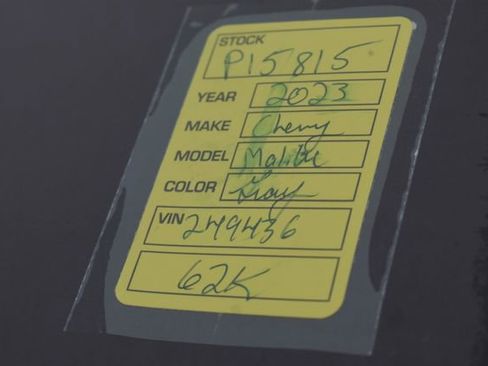 STOCK
P15815
YEAR 2023
MAKE Chevy
MODEL Malibu
COLOR Gray
VIN 249436
62K